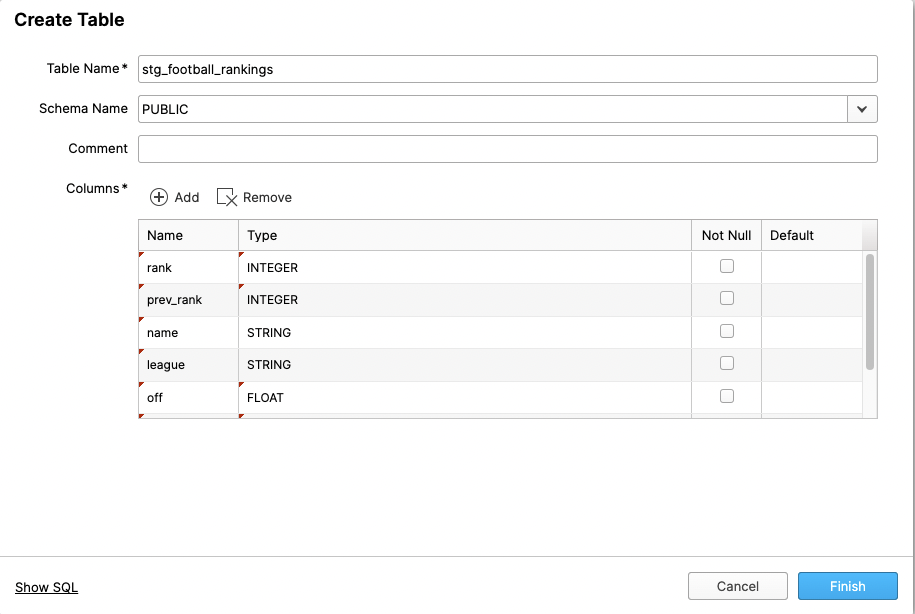 Create Table
Table Name* stg_football_rankings
Schema Name PUBLIC
Comment
Columns* Add Remove
Name Type Not Null Default
rank INTEGER
prev_rank INTEGER
name STRING
league STRING
off FLOAT
Show SQL Cancel Finish